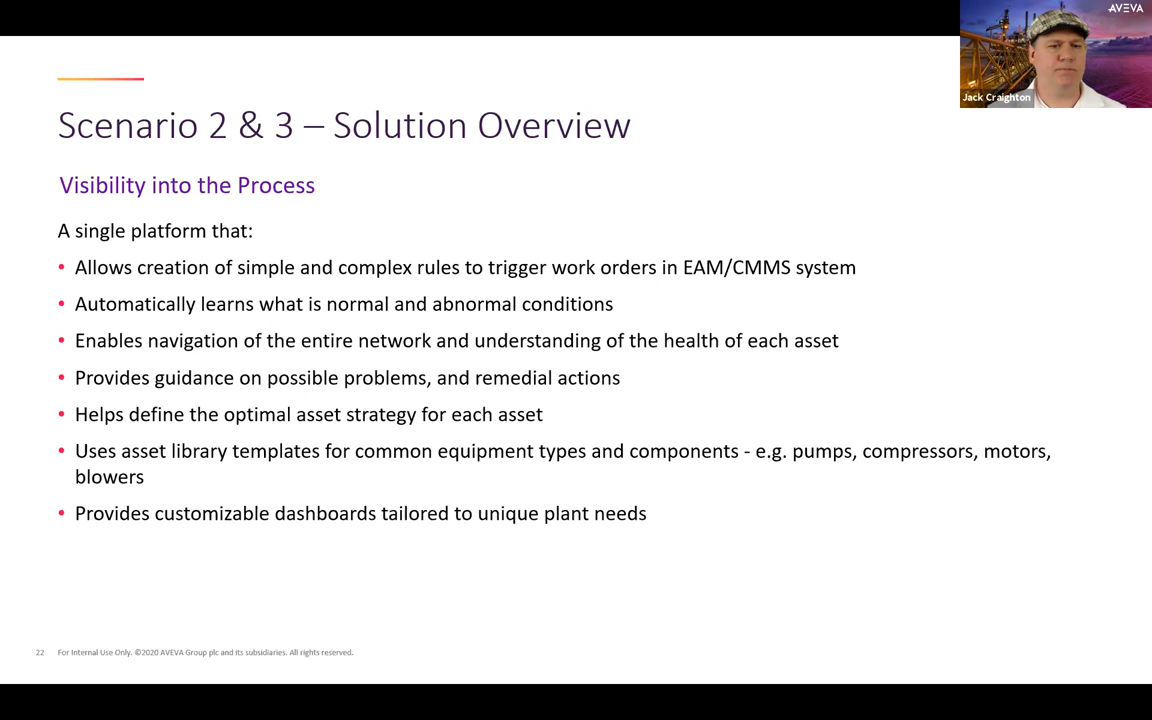 AVEVA
Jack Craighton
Scenario 2 & 3 – Solution Overview
Visibility into the Process
A single platform that:
• Allows creation of simple and complex rules to trigger work orders in EAM/CMMS system
• Automatically learns what is normal and abnormal conditions
• Enables navigation of the entire network and understanding of the health of each asset
• Provides guidance on possible problems, and remedial actions
• Helps define the optimal asset strategy for each asset
• Uses asset library templates for common equipment types and components - e.g. pumps, compressors, motors,
blowers
• Provides customizable dashboards tailored to unique plant needs
22 For Internal Use Only. ©2020 AVEVA Group plc and its subsidiaries. All rights reserved.